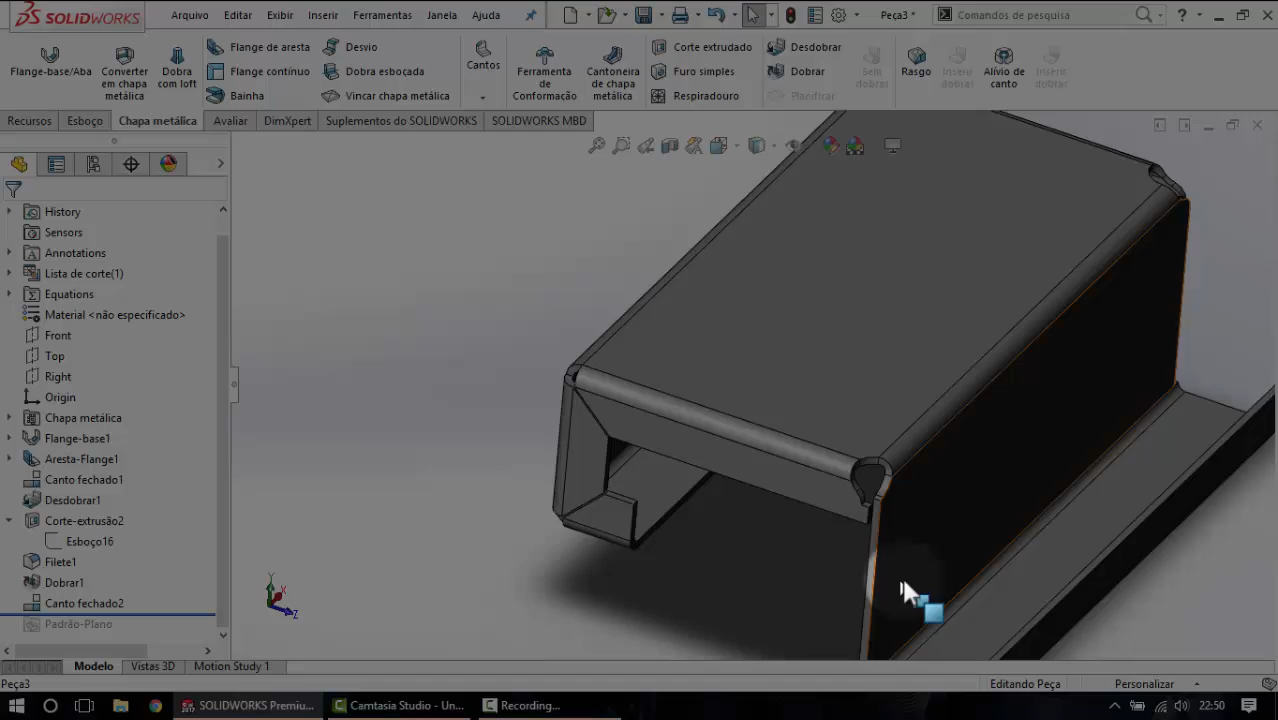 SOLIDWORKS Arquivo Editar Exibir Inserir Ferramentas Janela Ajuda Peça3 * Comandos de pesquisa ?
Flange-base/Aba
Converter em chapa metálica
Dobra com loft
Flange de aresta
Flange contínuo
Bainha
Desvio
Dobra esboçada
Vincar chapa metálica
Cantos
Ferramenta de Conformação
Cantoneira de chapa metálica
Corte extrudado
Furo simples
Respiradouro
Desdobrar
Dobrar
Planificar
Sem dobrar
Rasgo
Inserir dobrar
Alívio de canto
Inserir dobrar
Recursos Esboço Chapa metálica Avaliar DimXpert Suplementos do SOLIDWORKS SOLIDWORKS MBD
History
Sensors
Annotations
Lista de corte(1)
Equations
Material <não especificado>
Front
Top
Right
Origin
Chapa metálica
Flange-base1
Aresta-Flange1
Canto fechado1
Desdobrar1
Corte-extrusão2
Esboço16
Filete1
Dobrar1
Canto fechado2
Padrão-Plano
Y
X
Z
Modelo Vistas 3D Motion Study 1
Peça3 Editando Peça Personalizar
SOLIDWORKS Premiu... Camtasia Studio - Un... Recording... 22:50